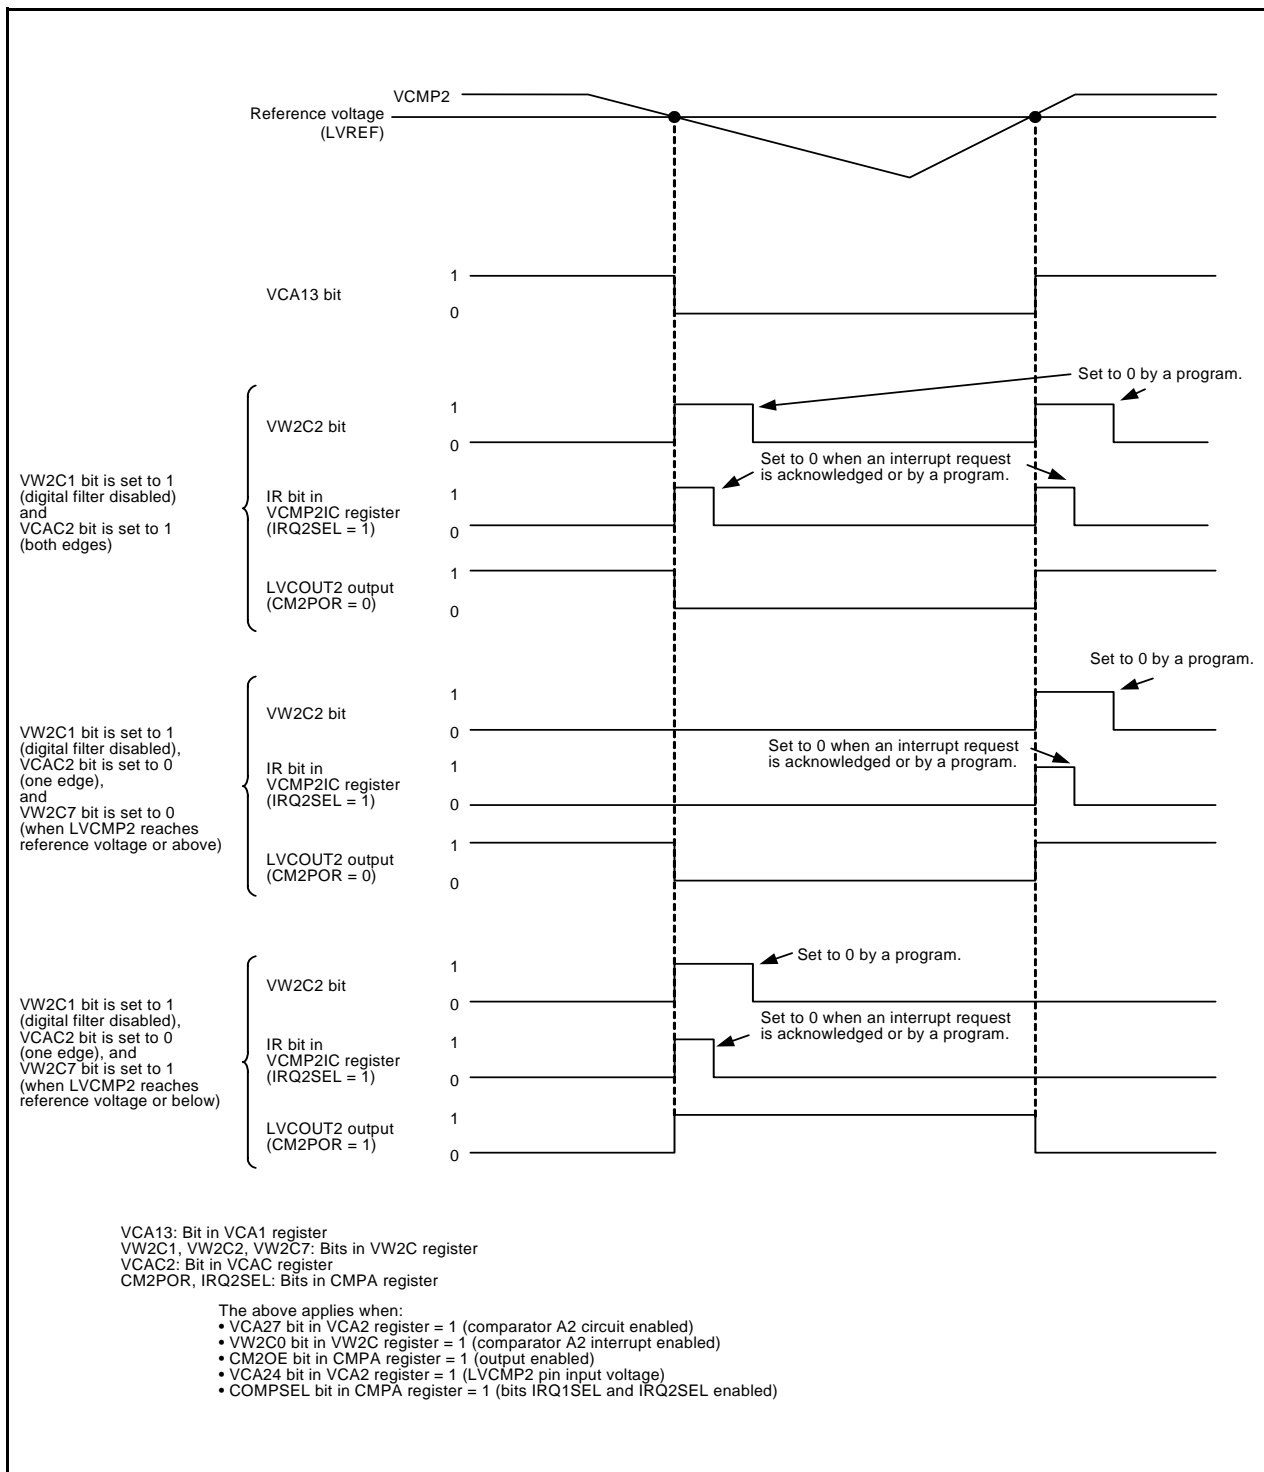 VCMP2
Reference voltage
(LVREF)
VCA13 bit
1
0
Set to 0 by a program.
VW2C1 bit is set to 1
(digital filter disabled)
and
VCAC2 bit is set to 1
(both edges)
VW2C2 bit
1
0
Set to 0 when an interrupt request
is acknowledged or by a program.
IR bit in
VCMP2IC register
(IRQ2SEL = 1)
1
0
LVCOUT2 output
(CM2POR = 0)
1
0
Set to 0 by a program.
VW2C1 bit is set to 1
(digital filter disabled),
VCAC2 bit is set to 0
(one edge),
and
VW2C7 bit is set to 0
(when LVCMP2 reaches
reference voltage or above)
VW2C2 bit
1
0
Set to 0 when an interrupt request
is acknowledged or by a program.
IR bit in
VCMP2IC register
(IRQ2SEL = 1)
1
0
LVCOUT2 output
(CM2POR = 0)
1
0
Set to 0 by a program.
VW2C1 bit is set to 1
(digital filter disabled),
VCAC2 bit is set to 0
(one edge), and
VW2C7 bit is set to 1
(when LVCMP2 reaches
reference voltage or below)
VW2C2 bit
1
0
Set to 0 when an interrupt request
is acknowledged or by a program.
IR bit in
VCMP2IC register
(IRQ2SEL = 1)
1
0
LVCOUT2 output
(CM2POR = 1)
1
0
VCA13: Bit in VCA1 register
VW2C1, VW2C2, VW2C7: Bits in VW2C register
VCAC2: Bit in VCAC register
CM2POR, IRQ2SEL: Bits in CMPA register
The above applies when:
• VCA27 bit in VCA2 register = 1 (comparator A2 circuit enabled)
• VW2C0 bit in VW2C register = 1 (comparator A2 interrupt enabled)
• CM2OE bit in CMPA register = 1 (output enabled)
• VCA24 bit in VCA2 register = 1 (LVCMP2 pin input voltage)
• COMPSEL bit in CMPA register = 1 (bits IRQ1SEL and IRQ2SEL enabled)